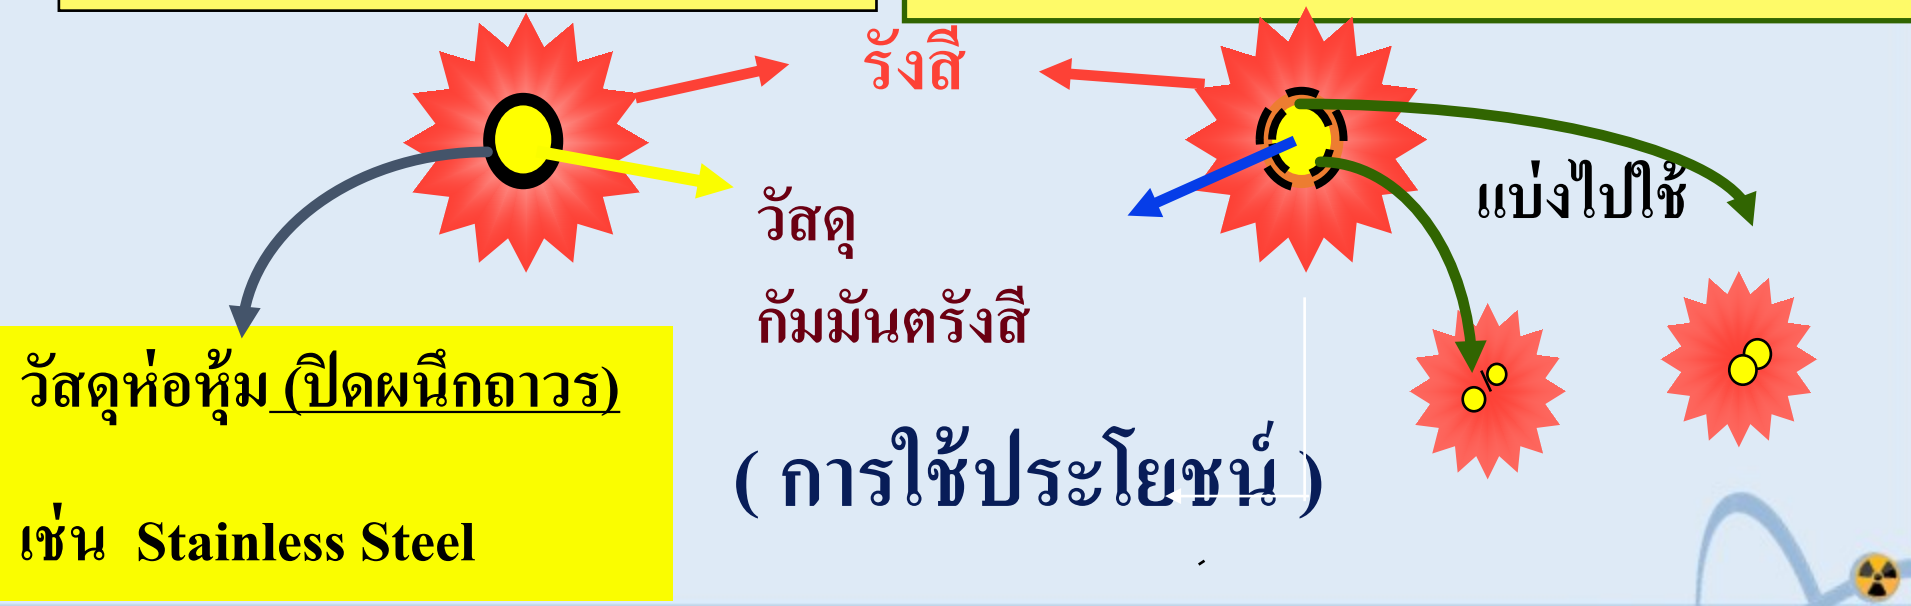 รังสี
แบ่งไปใช้
วัสดุ
กัมมันตรังสี
วัสดุห่อหุ้ม (ปิดผนึกถาวร)
( การใช้ประโยชน์ )
เช่น Stainless Steel